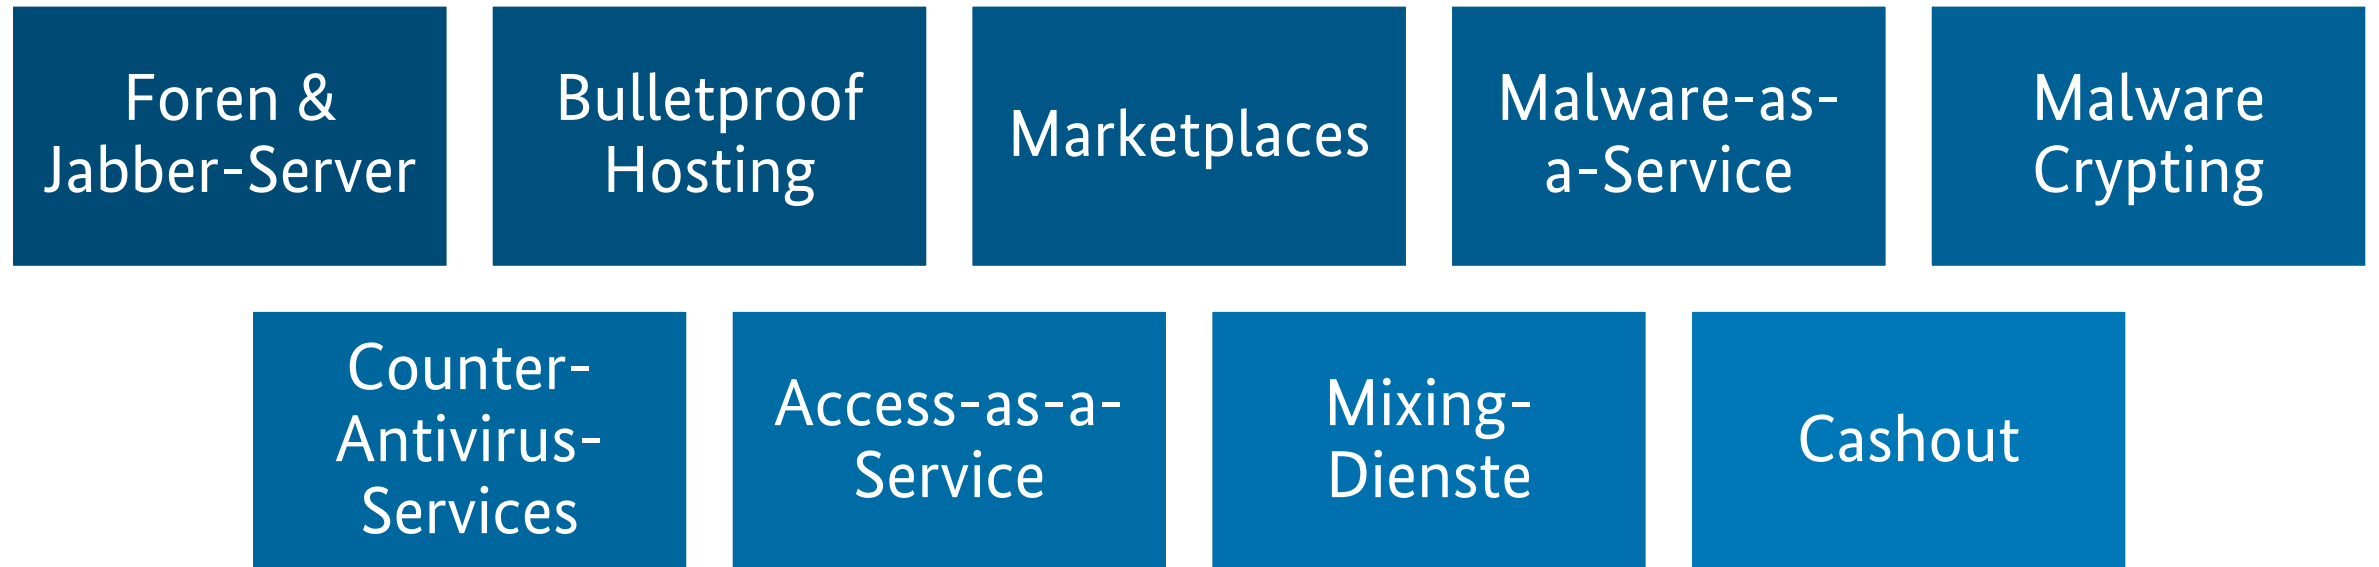 Foren &
Jabber-Server
Bulletproof
Hosting
Marketplaces
Malware-as-
a-Service
Malware
Crypting
Counter-
Antivirus-
Services
Access-as-a-
Service
Mixing-
Dienste
Cashout